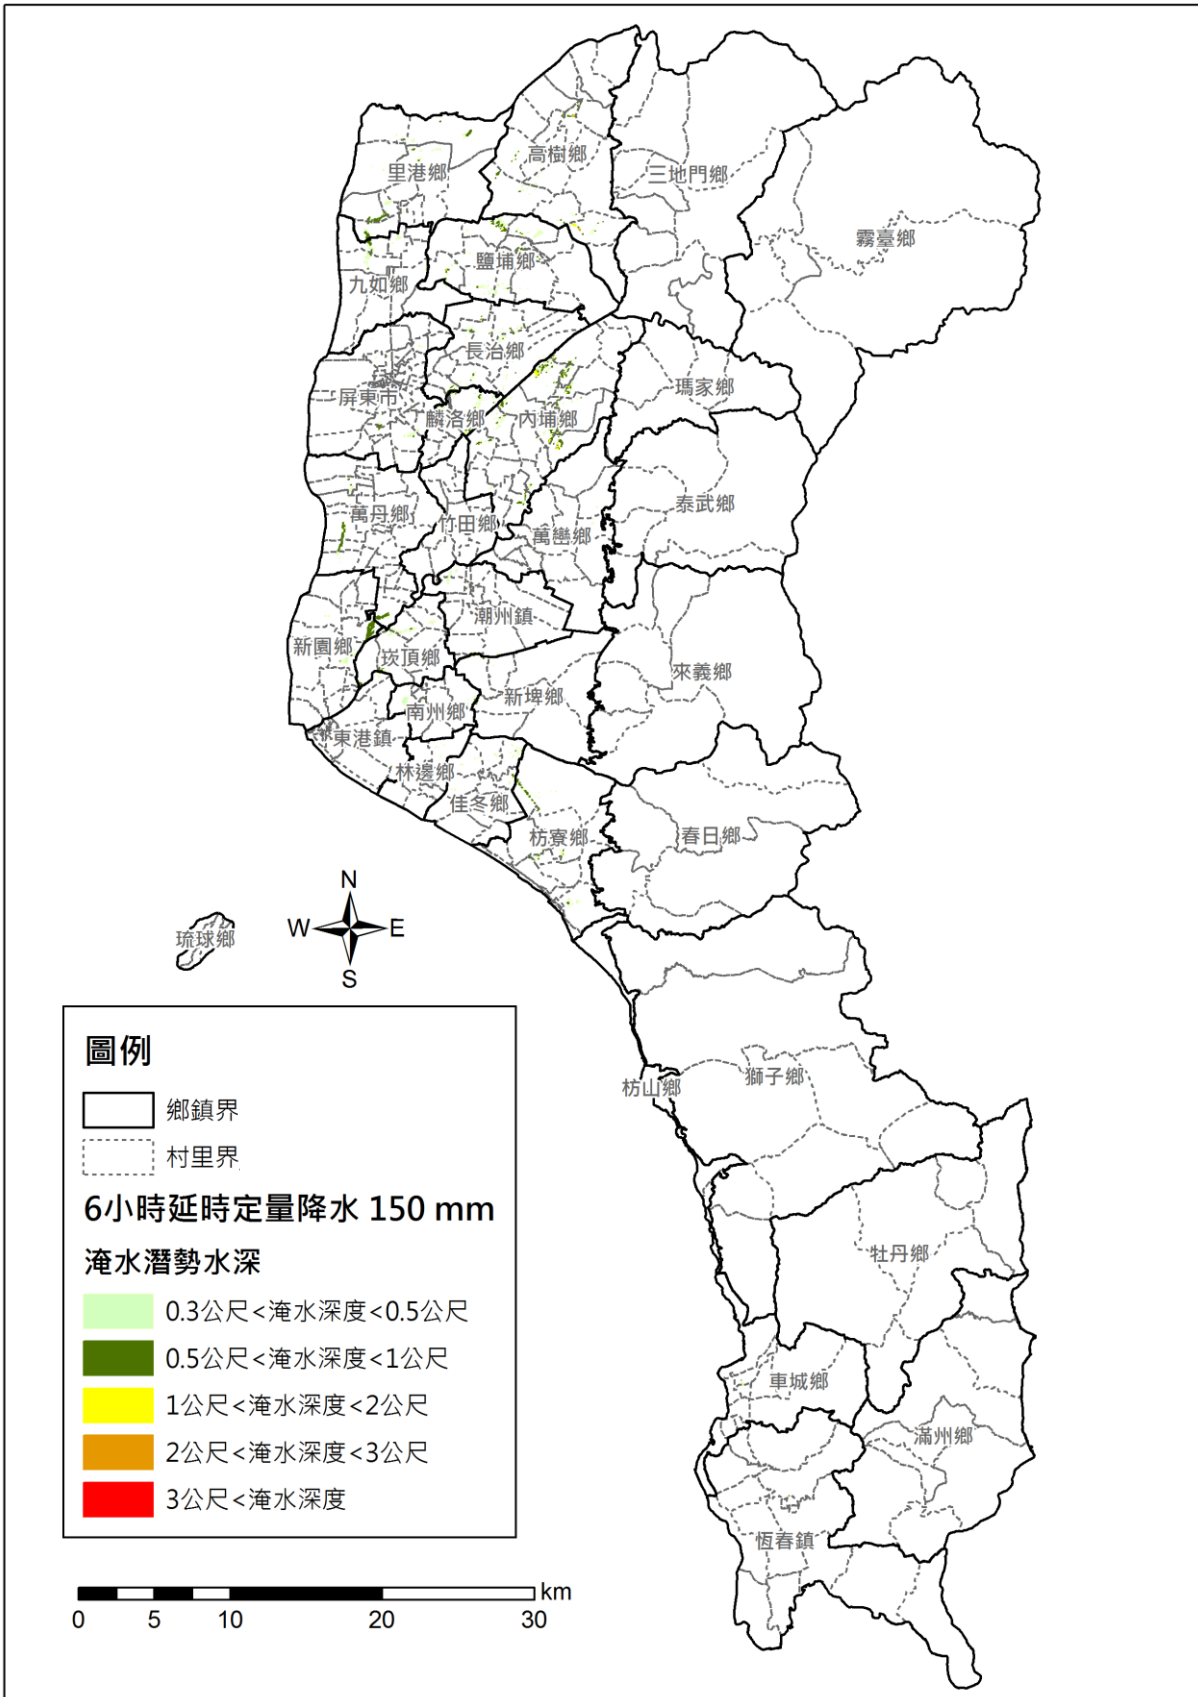 高樹鄉
里港鄉
三地門鄉
霧臺鄉
鹽埔鄉
九如鄉
長治鄉
瑪家鄉
屏東市
麟洛鄉
內埔鄉
泰武鄉
萬丹鄉
竹田鄉
萬巒鄉
潮州鎮
新園鄉
崁頂鄉
來義鄉
新埤鄉
南州鄉
東港鎮
林邊鄉
佳冬鄉
枋寮鄉
春日鄉
N
W
E
S
琉球鄉
枋山鄉
獅子鄉
牡丹鄉
車城鄉
滿州鄉
恆春鎮
圖例
鄉鎮界
村里界
6小時延時定量降水 150 mm
淹水潛勢水深
0.3公尺<淹水深度<0.5公尺
0.5公尺<淹水深度<1公尺
1公尺<淹水深度<2公尺
2公尺<淹水深度<3公尺
3公尺<淹水深度
km
0 5 10 20 30